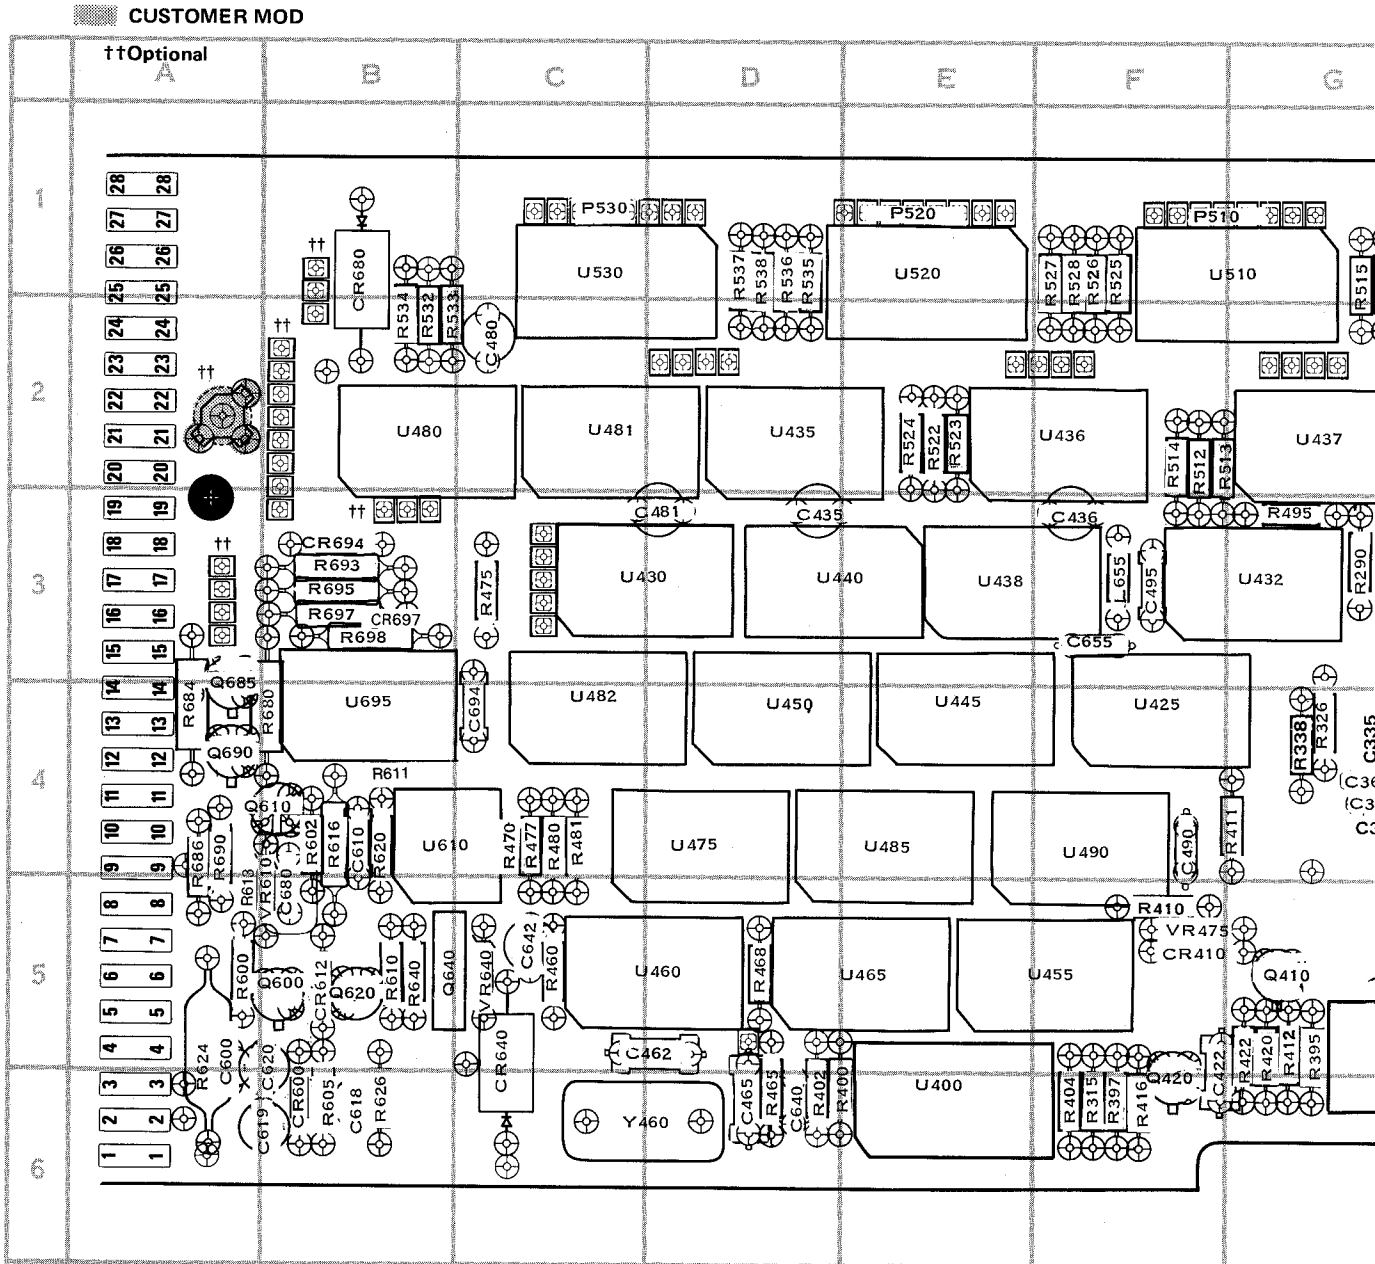 CUSTOMER MOD
††Optional
A B C D E F G
1
28 28
27 27
26 26
25 25
24 24
23 23
22 22
21 21
20 20
19 19
18 18
17 17
16 16
15 15
14 14
13 13
12 12
11 11
10 10
9 9
8 8
7 7
6 6
5 5
4 4
3 3
2 2
1 1
P530 P520 P510
††
CR680
U530 R537 R538 R536 R535 U520 R527 R528 R526 R525 U510 R515
R534 R532 R533 C480
††
††
2
U480 U481 U435 R524 R522 R523 U436 R514 R512 R513 U437
††
C481 C435 C436 R495
††
CR694
3
R693 R475 U430 U440 U438 L655 C495 U432 R290
R695
R697 CR697
R698 C655
R684 Q685 R680 U695 C694 U482 U450 U445 U425 R338 R326 C335
Q690
4
R611
Q610
R686 R690 R602 R616 C610 R620 U610 R470 R477 R480 R481 U475 U485 U490 C490 R411
R613 VR610 C680
R410
VR475
CR410
5
R600 Q600 CR612 Q620 R610 R640 Q640 VR640 C642 R460 U460 R468 U465 U455 Q410
R624 C600 C620 CR640 C462 R422 R420 R412 R395
C619 CR600 R605 C618 R626 C465 R465 C640 R402 R400 U400 R404 R315 R397 R416 Q420 C422
Y460
6